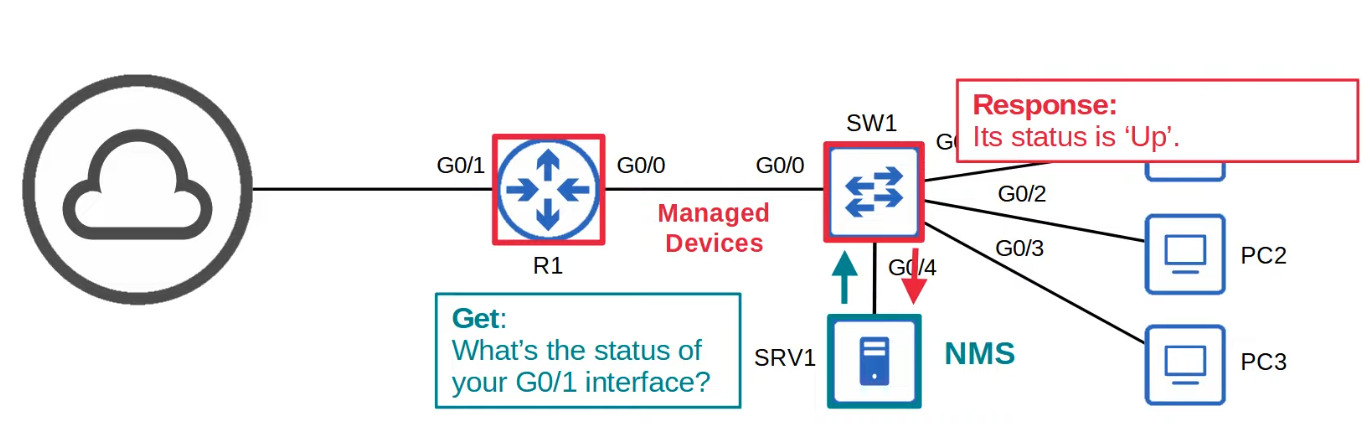 SW1
Response:
Its status is ‘Up’.
G0/1
G0/0
G0/0
G0/2
Managed
Devices
G0/3
PC2
R1
G0/4
Get:
What’s the status of
your G0/1 interface?
SRV1
NMS
PC3